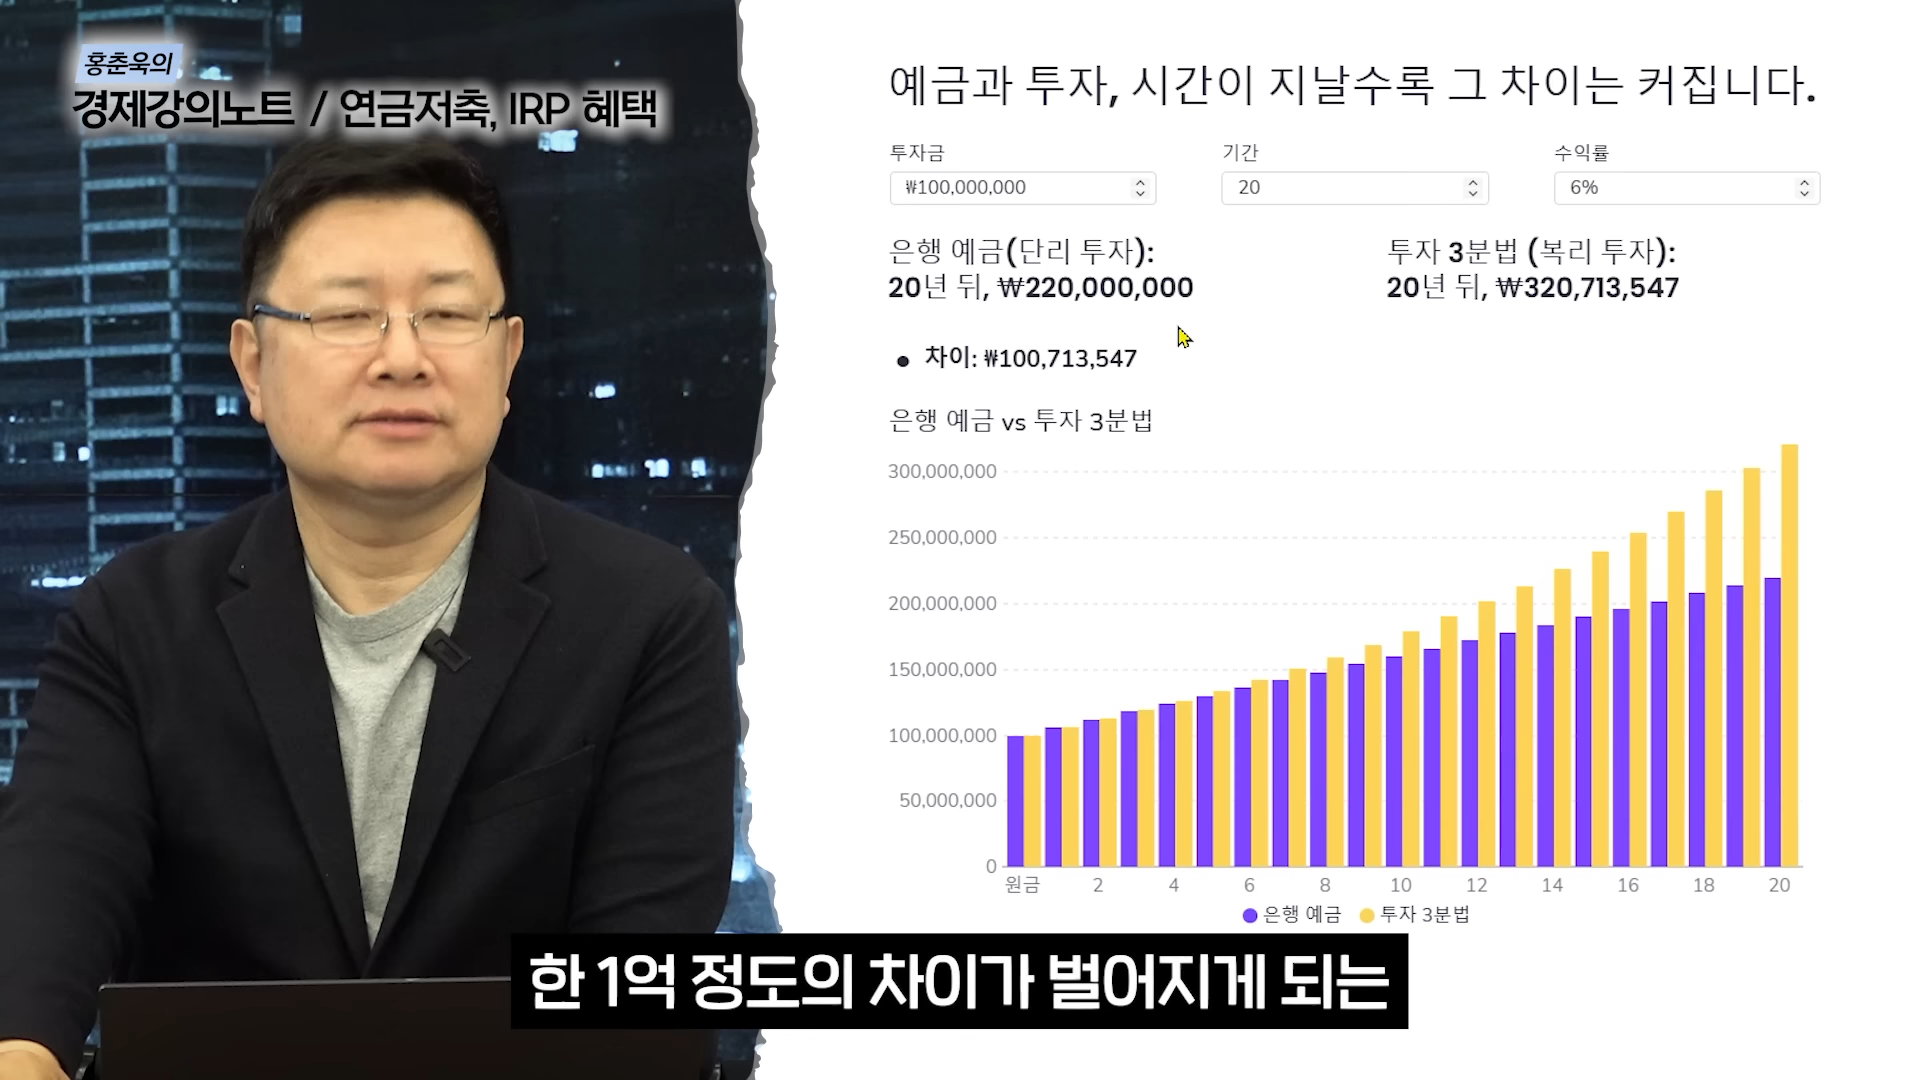 홍춘욱의
경제강의노트 / 연금저축, IRP 혜택
예금과 투자, 시간이 지날수록 그 차이는 커집니다.
투자금
₩100,000,000
기간
20
수익률
6%
은행 예금(단리 투자):
20년 뒤, ₩220,000,000
투자 3분법 (복리 투자):
20년 뒤, ₩320,713,547
● 차이: ₩100,713,547
은행 예금 vs 투자 3분법
300,000,000
250,000,000
200,000,000
150,000,000
100,000,000
50,000,000
0
원금 2 4 6 8 10 12 14 16 18 20
은행 예금 투자 3분법
한 1억 정도의 차이가 벌어지게 되는